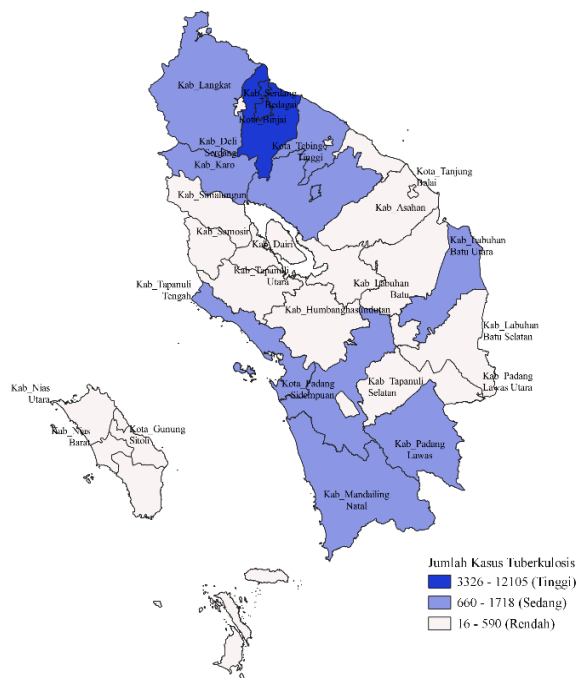 Kab_Langkat
Kab_Serdang
Bedagai
Kota_Binjai
Kab_Deli
Serdang
Kota_Tebing
Tinggi
Kab_Karo
Kota_Tanjung
Balai
Kab_Simalungun
Kab_Asahan
Kab_Samosir
Kab_Dairi
Kab_Labuhan
Batu Utara
Kab_Tapanuli
Utara
Kab_Tapanuli
Tengah
Kab_Labuhan
Batu
Kab_Humbanghasundutan
Kab_Labuhan
Batu Selatan
Kab_Nias
Utara
Kota_Padang
Sidempuan
Kab_Tapanuli
Selatan
Kab_Padang
Lawas Utara
Kab_Nias
Barat
Kota_Gunung
Sitoli
Kab_Padang
Lawas
Kab_Mandailing
Natal
Jumlah Kasus Tuberkulosis
3326 - 12105 (Tinggi)
660 - 1718 (Sedang)
16 - 590 (Rendah)